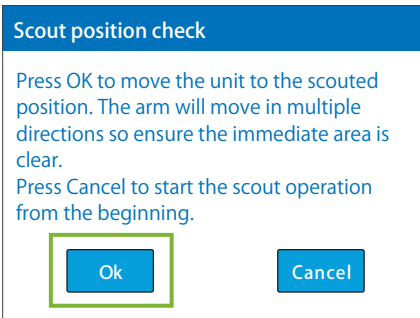 Scout position check
Press OK to move the unit to the scouted
position. The arm will move in multiple
directions so ensure the immediate area is
clear.
Press Cancel to start the scout operation
from the beginning.
Ok
Cancel